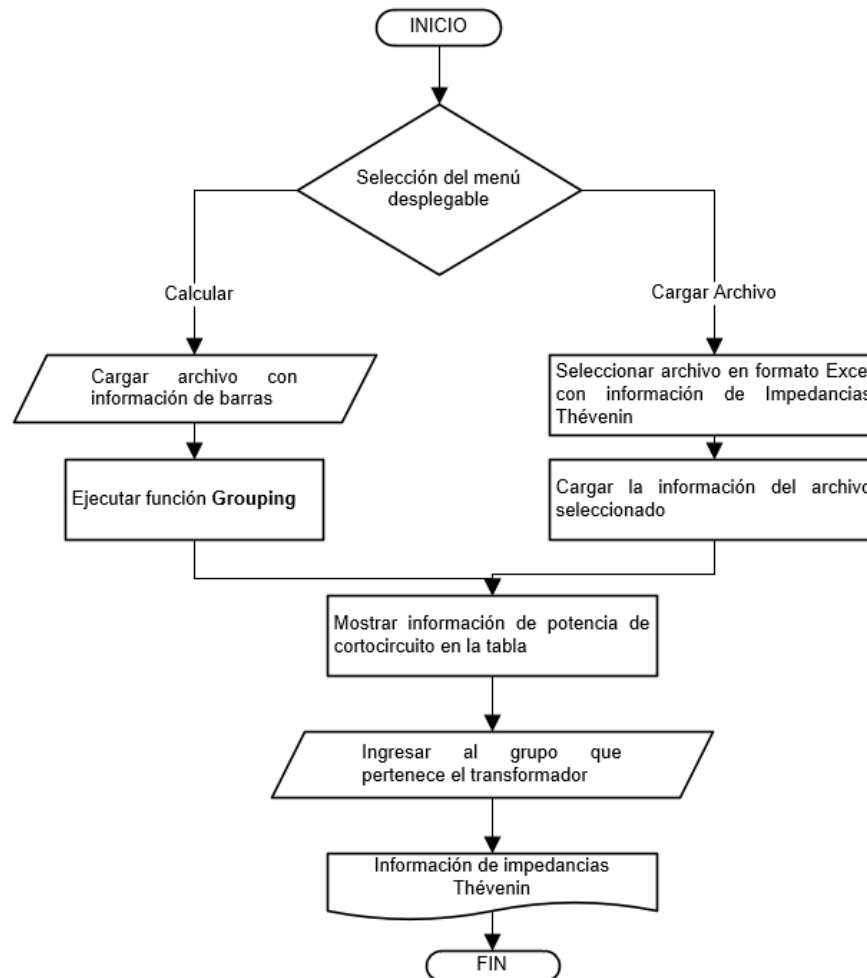 INICIO
Selección del menú
desplegable
Calcular
Cargar Archivo
Cargar archivo con
información de barras
Seleccionar archivo en formato Exce
con información de Impedancias
Thévenin
Ejecutar función Grouping
Cargar la información del archivo
seleccionado
Mostrar información de potencia de
cortocircuito en la tabla
Ingresar al grupo que
pertenece el transformador
Información de impedancias
Thévenin
FIN